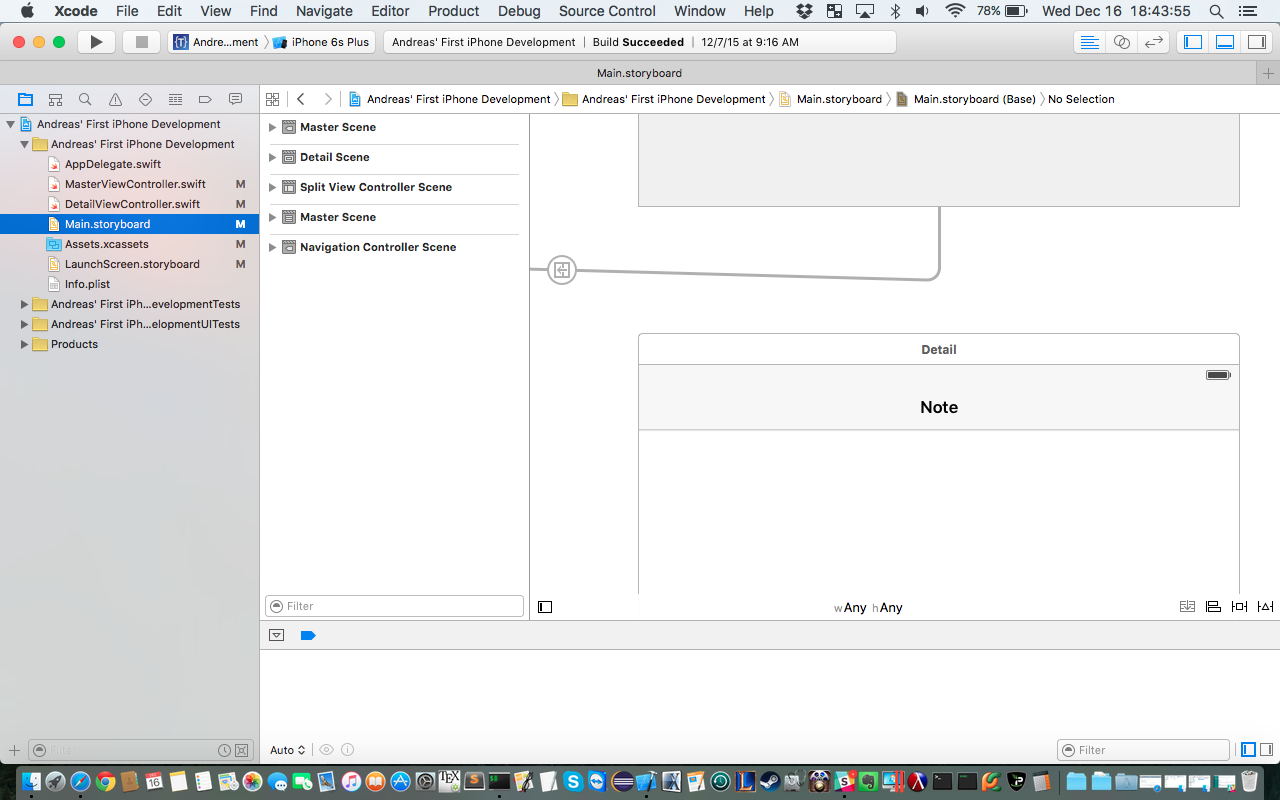 Xcode File Edit View Find Navigate Editor Product Debug Source Control Window Help 78% Wed Dec 16 18:43:55
Andre...ment iPhone 6s Plus Andreas' First iPhone Development | Build Succeeded | 12/7/15 at 9:16 AM
Main.storyboard
Andreas' First iPhone Development Andreas' First iPhone Development Main.storyboard Main.storyboard (Base) No Selection
Andreas' First iPhone Development
Andreas' First iPhone Development
AppDelegate.swift
MasterViewController.swift M
DetailViewController.swift M
Main.storyboard M
Assets.xcassets M
LaunchScreen.storyboard M
Info.plist
Andreas' First iPh...evelopmentTests
Andreas' First iPh...elopmentUITests
Products
Master Scene
Detail Scene
Split View Controller Scene
Master Scene
Navigation Controller Scene
Detail
Note
Filter
wAny hAny
Filter
Auto
Filter